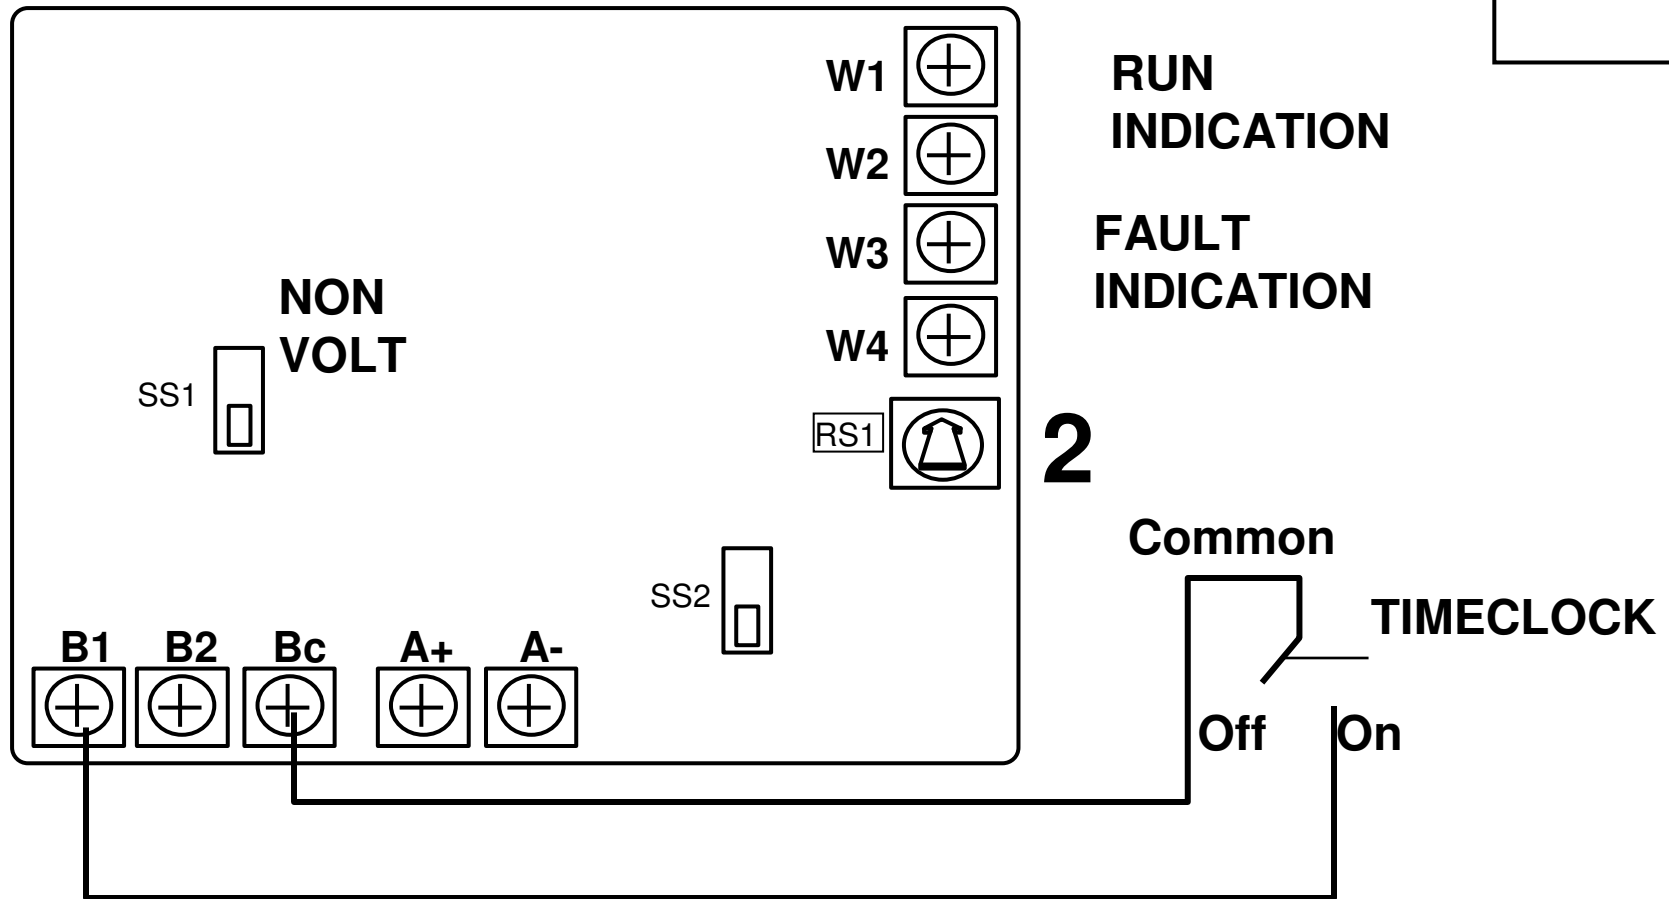 W1
RUN
INDICATION
W2
W3
FAULT
INDICATION
W4
NON
VOLT
SS1
RS1
2
Common
SS2
TIMECLOCK
B1 B2 Bc A+ A-
Off On